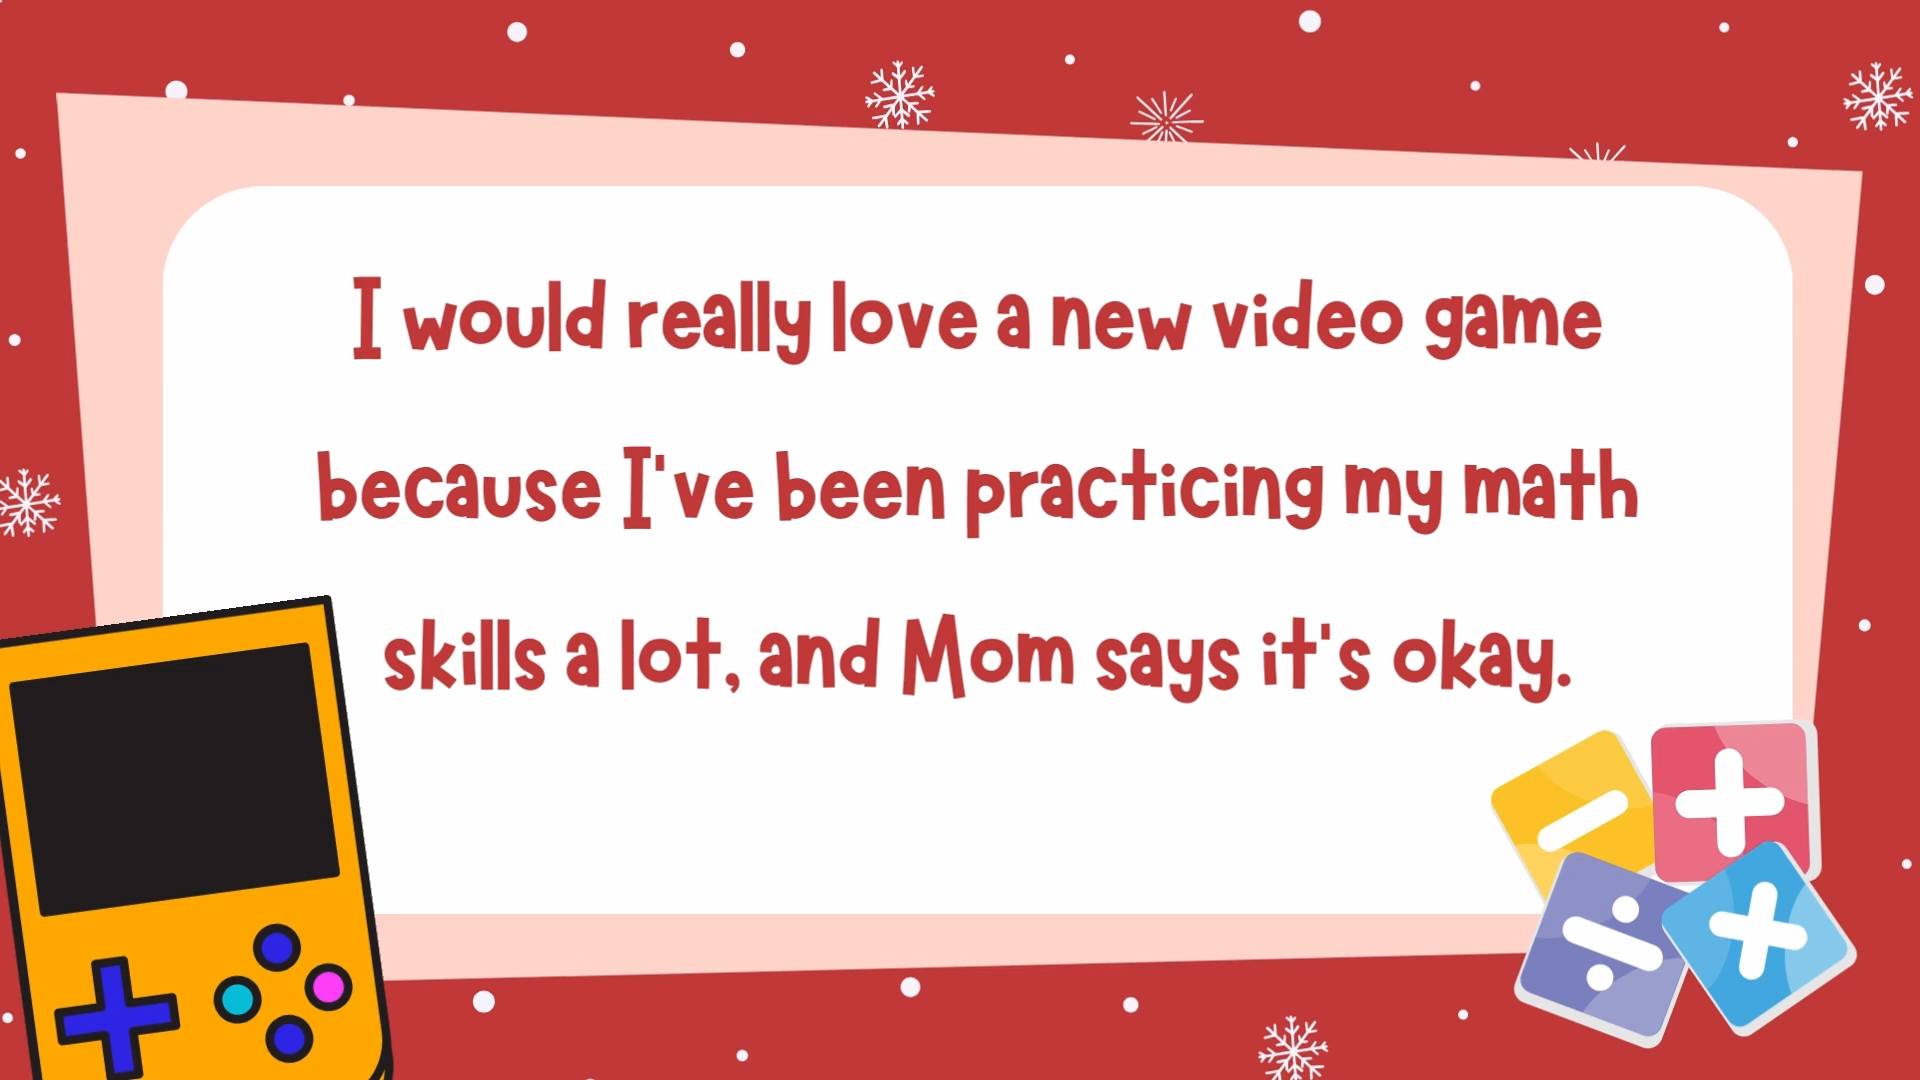 I would really love a new video game
because I've been practicing my math
skills a lot, and Mom says it's okay.